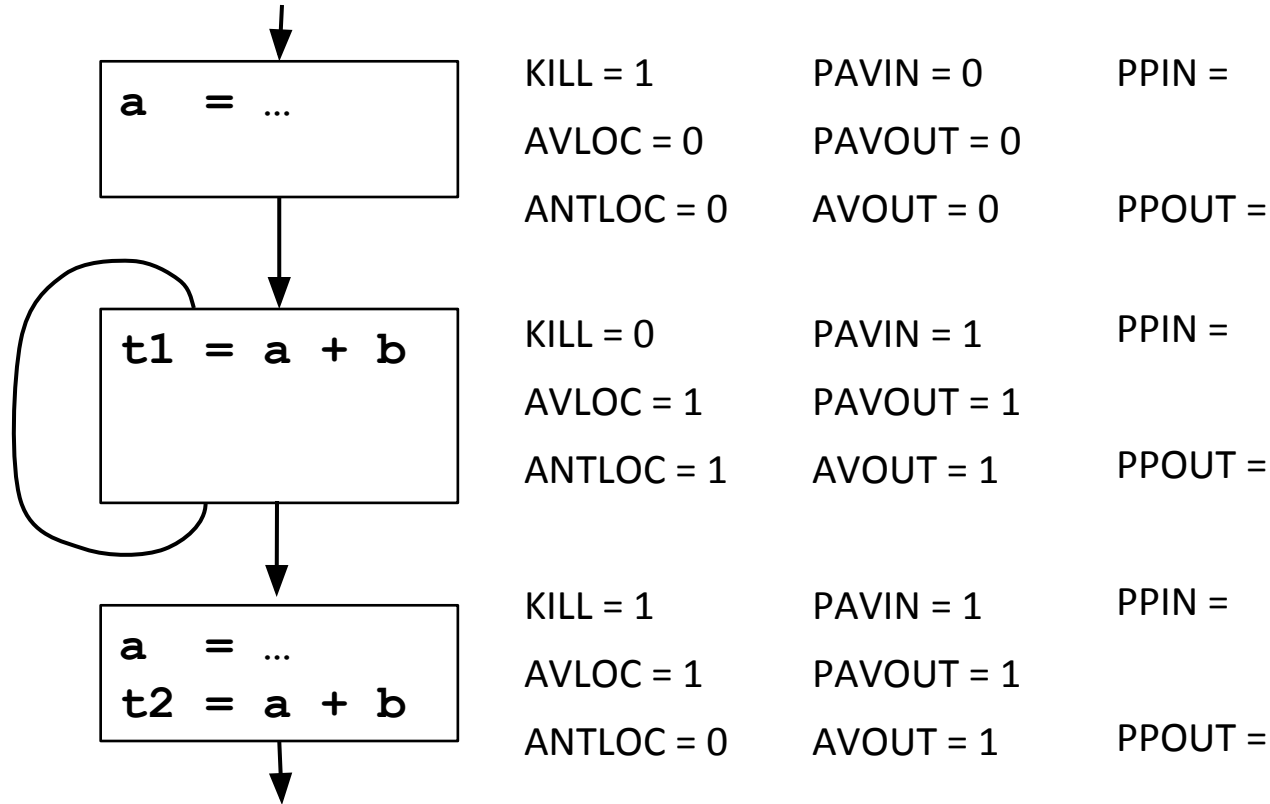 a = …
KILL = 1 PAVIN = 0 PPIN =
AVLOC = 0 PAVOUT = 0
ANTLOC = 0 AVOUT = 0 PPOUT =
t1 = a + b
KILL = 0 PAVIN = 1 PPIN =
AVLOC = 1 PAVOUT = 1
ANTLOC = 1 AVOUT = 1 PPOUT =
a = …
t2 = a + b
KILL = 1 PAVIN = 1 PPIN =
AVLOC = 1 PAVOUT = 1
ANTLOC = 0 AVOUT = 1 PPOUT =